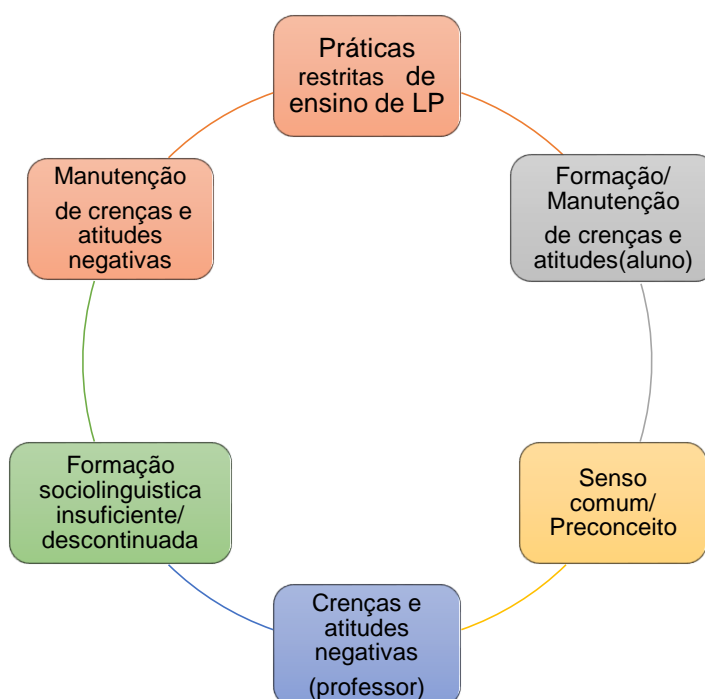 Práticas
restritas de
ensino de LP
Formação/
Manutenção
de crenças e
atitudes(aluno)
Senso
comum/
Preconceito
Crenças e
atitudes
negativas
(professor)
Formação
sociolinguistica
insuficiente/
descontinuada
Manutenção
de crenças e
atitudes
negativas